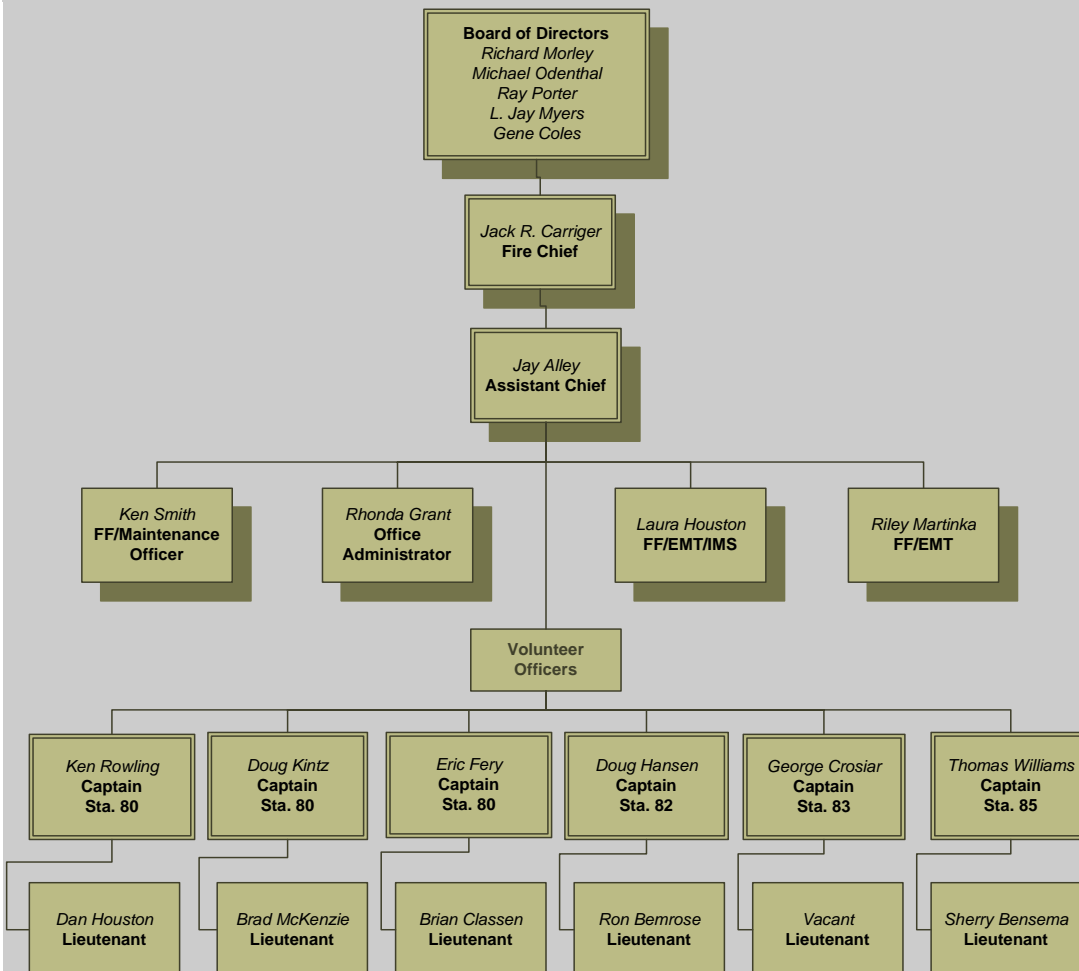 Board of Directors
Richard Morley
Michael Odenthal
Ray Porter
L. Jay Myers
Gene Coles
Jack R. Carriger
Fire Chief
Jay Alley
Assistant Chief
Ken Smith
FF/Maintenance
Officer
Rhonda Grant
Office
Administrator
Laura Houston
FF/EMT/IMS
Riley Martinka
FF/EMT
Volunteer
Officers
Ken Rowling
Captain
Sta. 80
Doug Kintz
Captain
Sta. 80
Eric Fery
Captain
Sta. 80
Doug Hansen
Captain
Sta. 82
George Crosiar
Captain
Sta. 83
Thomas Williams
Captain
Sta. 85
Dan Houston
Lieutenant
Brad McKenzie
Lieutenant
Brian Classen
Lieutenant
Ron Bemrose
Lieutenant
Vacant
Lieutenant
Sherry Bensema
Lieutenant